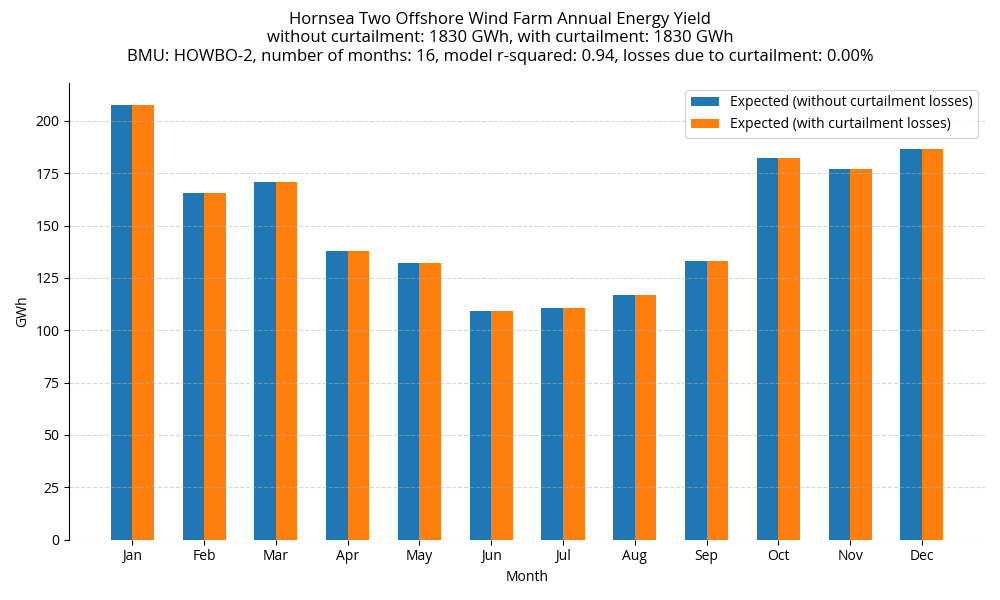 Hornsea Two Offshore Wind Farm Annual Energy Yield
without curtailment: 1830 GWh, with curtailment: 1830 GWh
BMU: HOWBO-2, number of months: 16, model r-squared: 0.94, losses due to curtailment: 0.00%
Expected (without curtailment losses)
Expected (with curtailment losses)
GWh
200
175
150
125
100
75
50
25
0
Jan Feb Mar Apr May Jun Jul Aug Sep Oct Nov Dec
Month